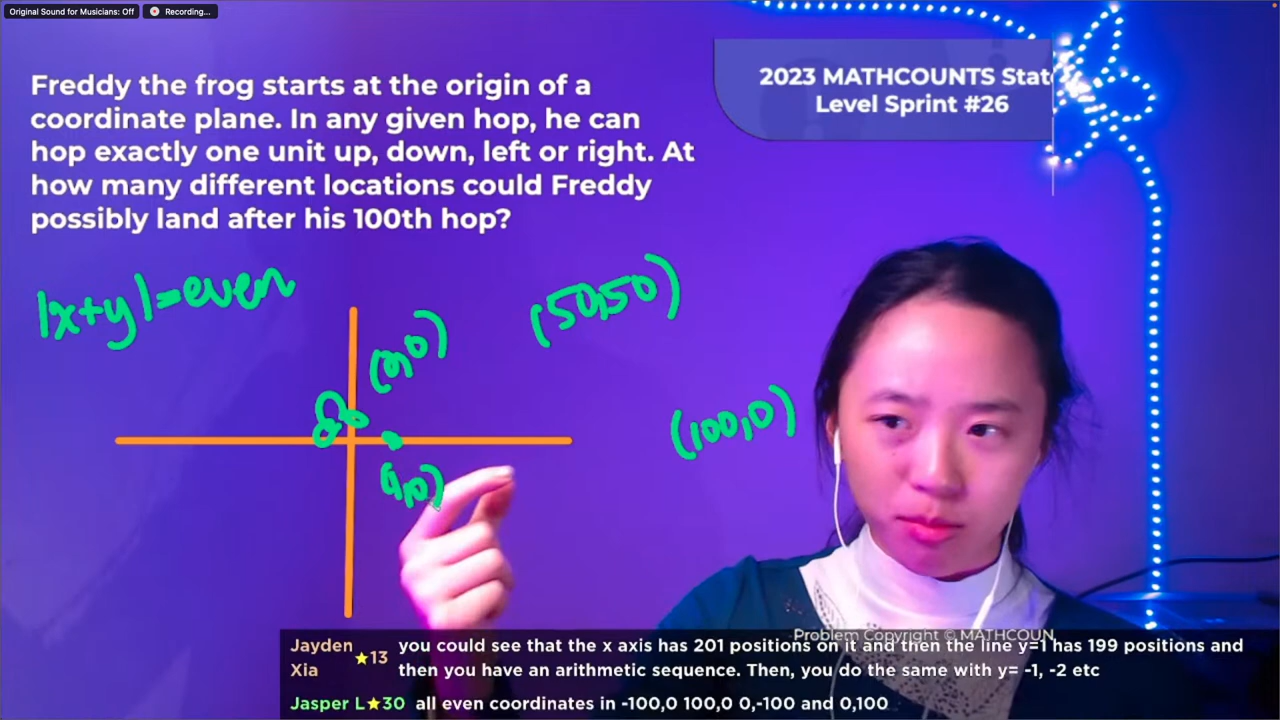 Original Sound for Musicians: Off
Recording...
Freddy the frog starts at the origin of a
coordinate plane. In any given hop, he can
hop exactly one unit up, down, left or right. At
how many different locations could Freddy
possibly land after his 100th hop?
2023 MATHCOUNTS State
Level Sprint #26
|x+y|=even
(50,50)
(0,0)
(100,0)
(1,0)
Problem Copyright © MATHCOUN
Jayden Xia ★13 you could see that the x axis has 201 positions on it and then the line y=1 has 199 positions and
then you have an arithmetic sequence. Then, you do the same with y= -1, -2 etc
Jasper L★30 all even coordinates in -100,0 100,0 0,-100 and 0,100